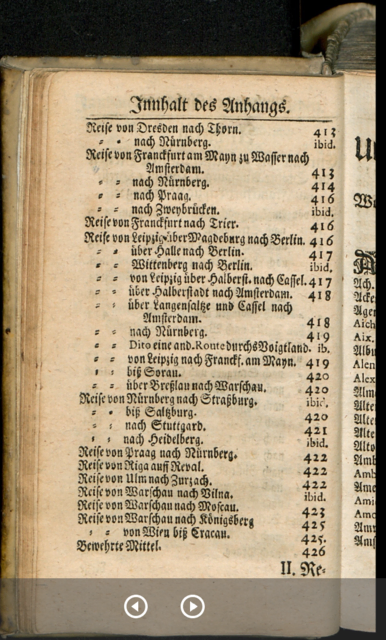 Innhalt des Anhangs.
Reise von Dresden nach Thorn. 413
= = nach Nürnberg. ibid.
Reise von Franckfurt am Mayn zu Wasser nach
Amsterdam. 413
= = nach Nürnberg. 414
= = nach Praag. 416
= = nach Zweybrücken. ibid.
Reise von Franckfurt nach Trier. 416
Reise von Leipzig über Magdeburg nach Berlin. 416
= = über Halle nach Berlin. 417
= = Wittenberg nach Berlin. ibid.
= = von Leipzig über Halberst. nach Cassel. 417
= = über Halberstadt nach Amsterdam. 418
= = über Langensaltze und Cassel nach
Amsterdam. 418
= = nach Nürnberg. 419
= = Dito eine and. Route durchs Voigtland. ib.
= = von Leipzig nach Franckf. am Mayn. 419
= = biß Sorau. 420
= = über Breßlau nach Warschau. 420
Reise von Nürnberg nach Straßburg. ibid.
= = biß Saltzburg. 420
= = nach Stuttgard. 421
= = nach Heidelberg. ibid.
Reise von Praag nach Nürnberg. 422
Reise von Riga auff Reval. 422
Reise von Ulm nach Zurzach. 422
Reise von Warschau nach Vilna. ibid.
Reise von Warschau nach Moscau. 423
Reise von Warschau nach Königsberg 425
= = von Wien biß Cracau. 425.
Bewehrte Mittel. 426
II. Re=
Ach.
Alen
Alex